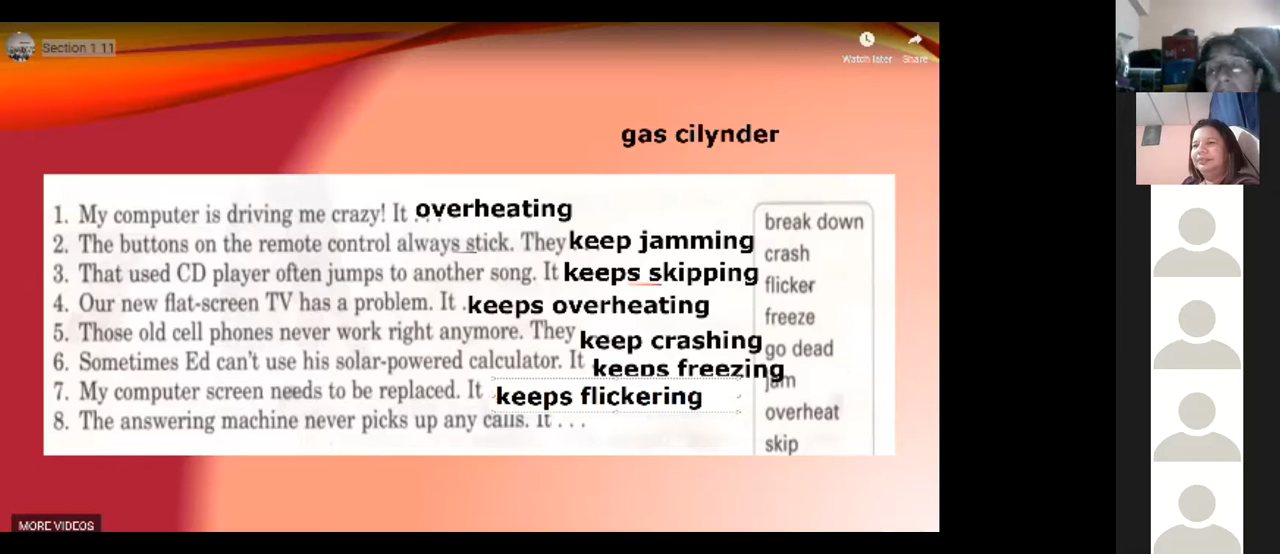 Section 1 11
Watch later Share
gas cilynder
1. My computer is driving me crazy! It . . . overheating
2. The buttons on the remote control always stick. They keep jamming
3. That used CD player often jumps to another song. It keeps skipping
4. Our new flat-screen TV has a problem. It . keeps overheating
5. Those old cell phones never work right anymore. They keep crashing
6. Sometimes Ed can't use his solar-powered calculator. It keeps freezing
7. My computer screen needs to be replaced. It keeps flickering
8. The answering machine never picks up any calls. It . . .
break down
crash
flicker
freeze
go dead
jam
overheat
skip
MORE VIDEOS